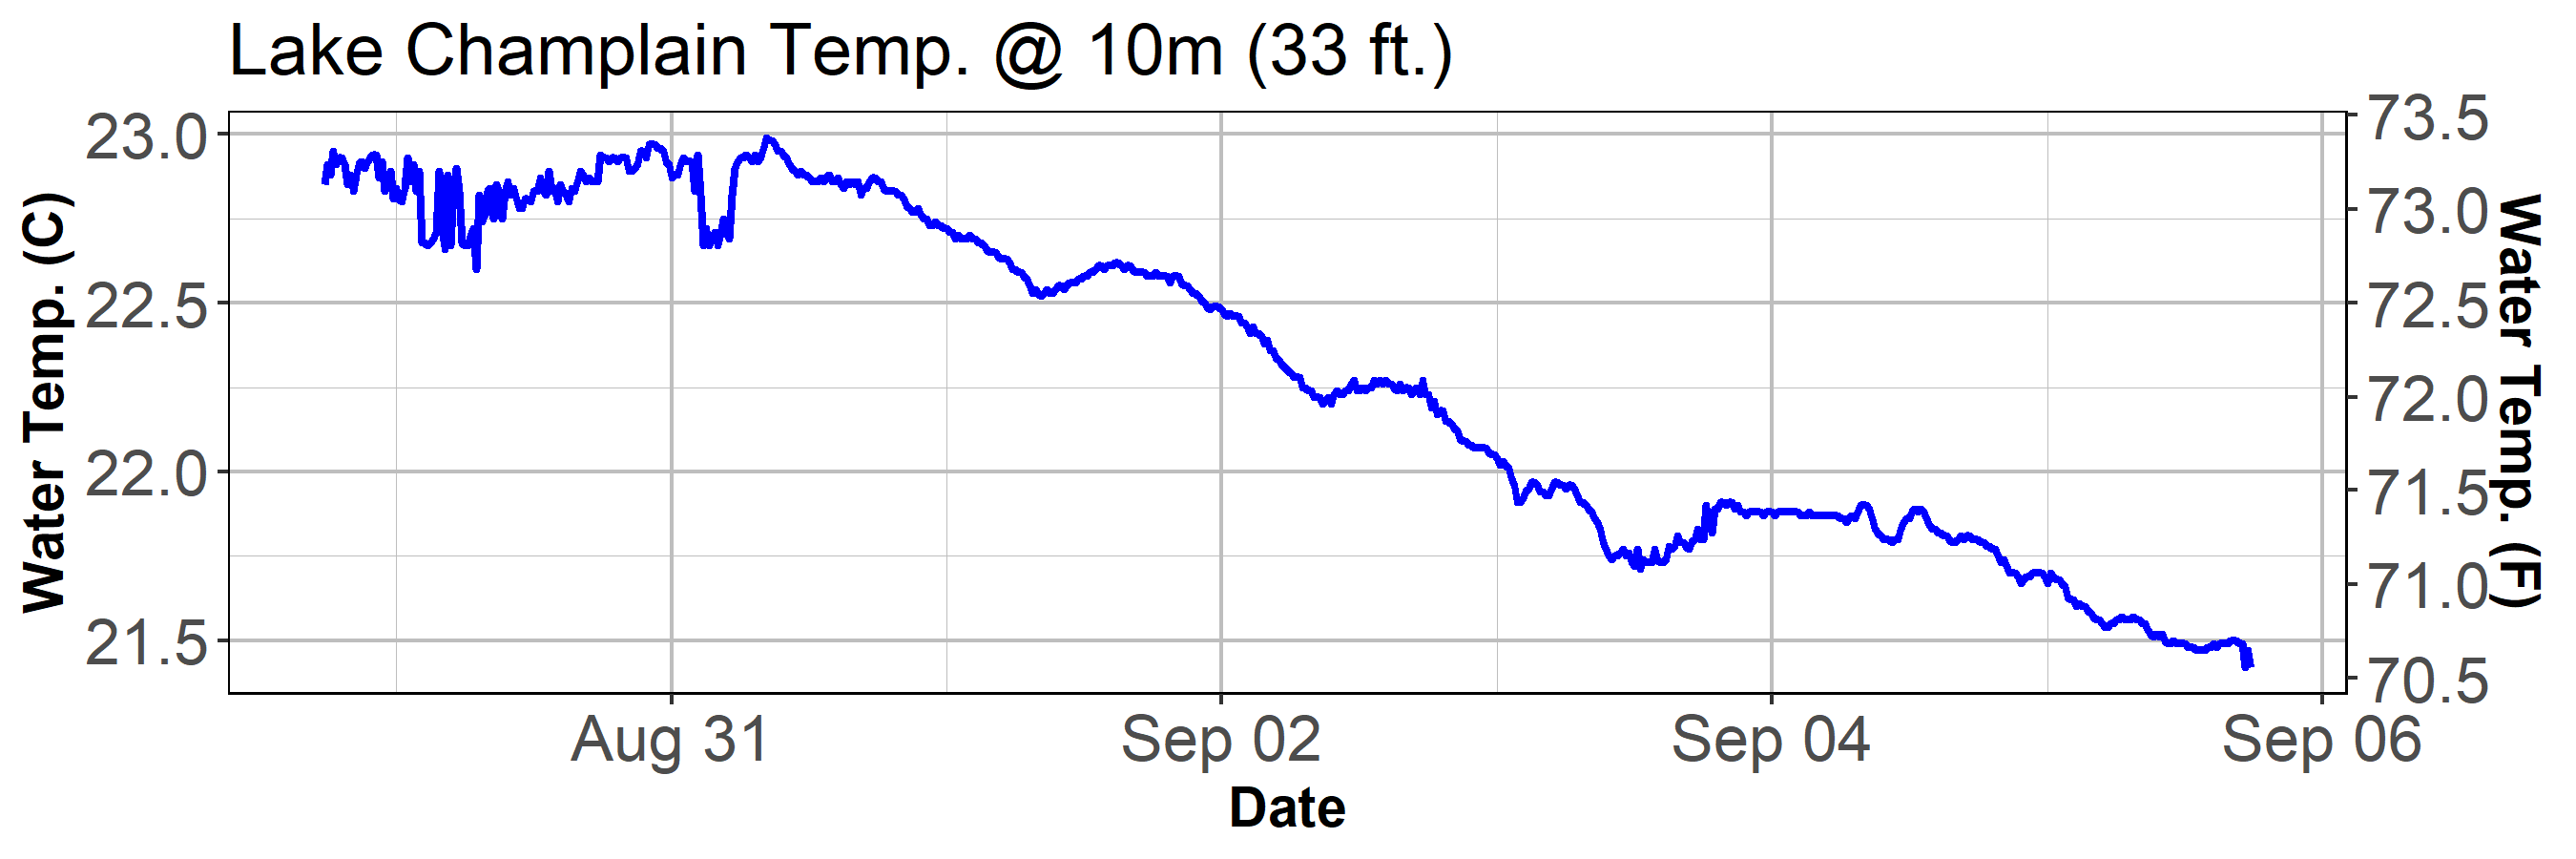 Lake Champlain Temp. @ 10m (33 ft.)
Water Temp. (C)
23.0
22.5
22.0
21.5
73.5
73.0
72.5
72.0
71.5
71.0
70.5
Water Temp. (F)
Aug 31
Sep 02
Sep 04
Sep 06
Date